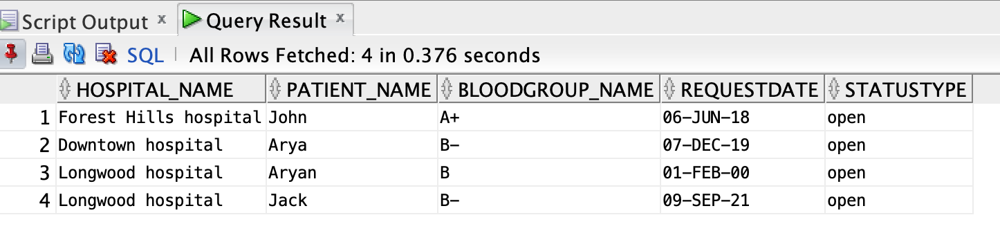 Script Output x Query Result x
SQL | All Rows Fetched: 4 in 0.376 seconds
HOSPITAL_NAME PATIENT_NAME BLOODGROUP_NAME REQUESTDATE STATUSTYPE
1 Forest Hills hospital John A+ 06-JUN-18 open
2 Downtown hospital Arya B- 07-DEC-19 open
3 Longwood hospital Aryan B 01-FEB-00 open
4 Longwood hospital Jack B- 09-SEP-21 open